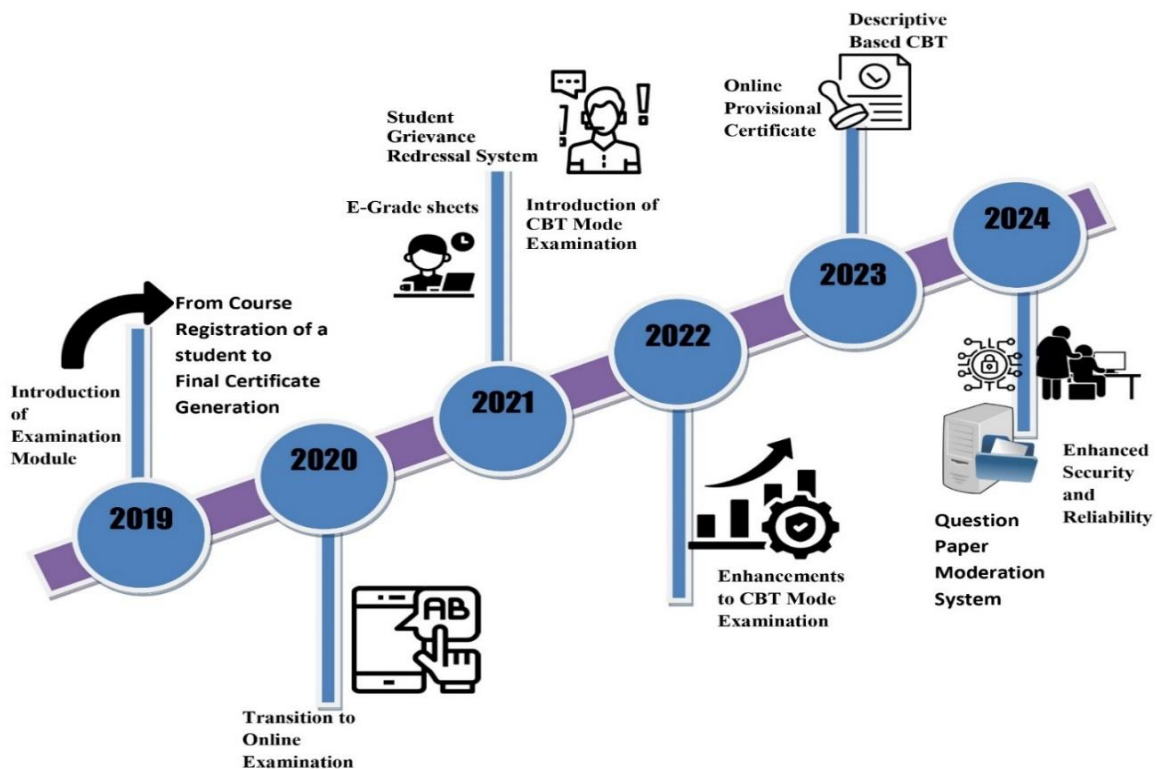 Descriptive
Based CBT
Online
Provisional
Certificate
Student
Grievance
Redressal System
E-Grade sheets
Introduction of
CBT Mode
Examination
2024
2023
From Course
Registration of a
student to
Final Certificate
Generation
2022
Introduction
of
Examination
Module
2021
2020
2019
AB
Enhanced
Security
and
Reliability
Question
Paper
Moderation
System
Enhancements
to CBT Mode
Examination
Transition to
Online
Examination